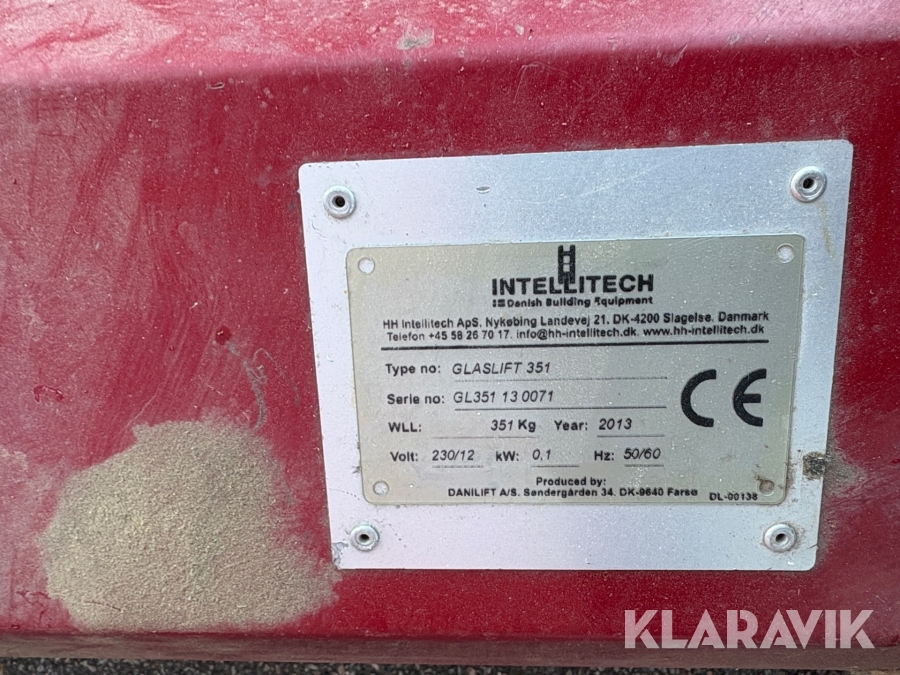 INTELLITECH
Danish Building Equipment
HH Intellitech ApS. Nykøbing Landevej 21. DK-4200 Slagelse. Danmark
Telefon +45 58 26 70 17. info@hh-intellitech.dk. www.hh-intellitech.dk
Type no: GLASLIFT 351
Serie no: GL351 13 0071
WLL: 351 Kg Year: 2013
Volt: 230/12 kW: 0,1 Hz: 50/60
CE
Produced by:
DANILIFT A/S. Søndergården 34. DK-9640 Farsø DL-00138
KLARAVIK